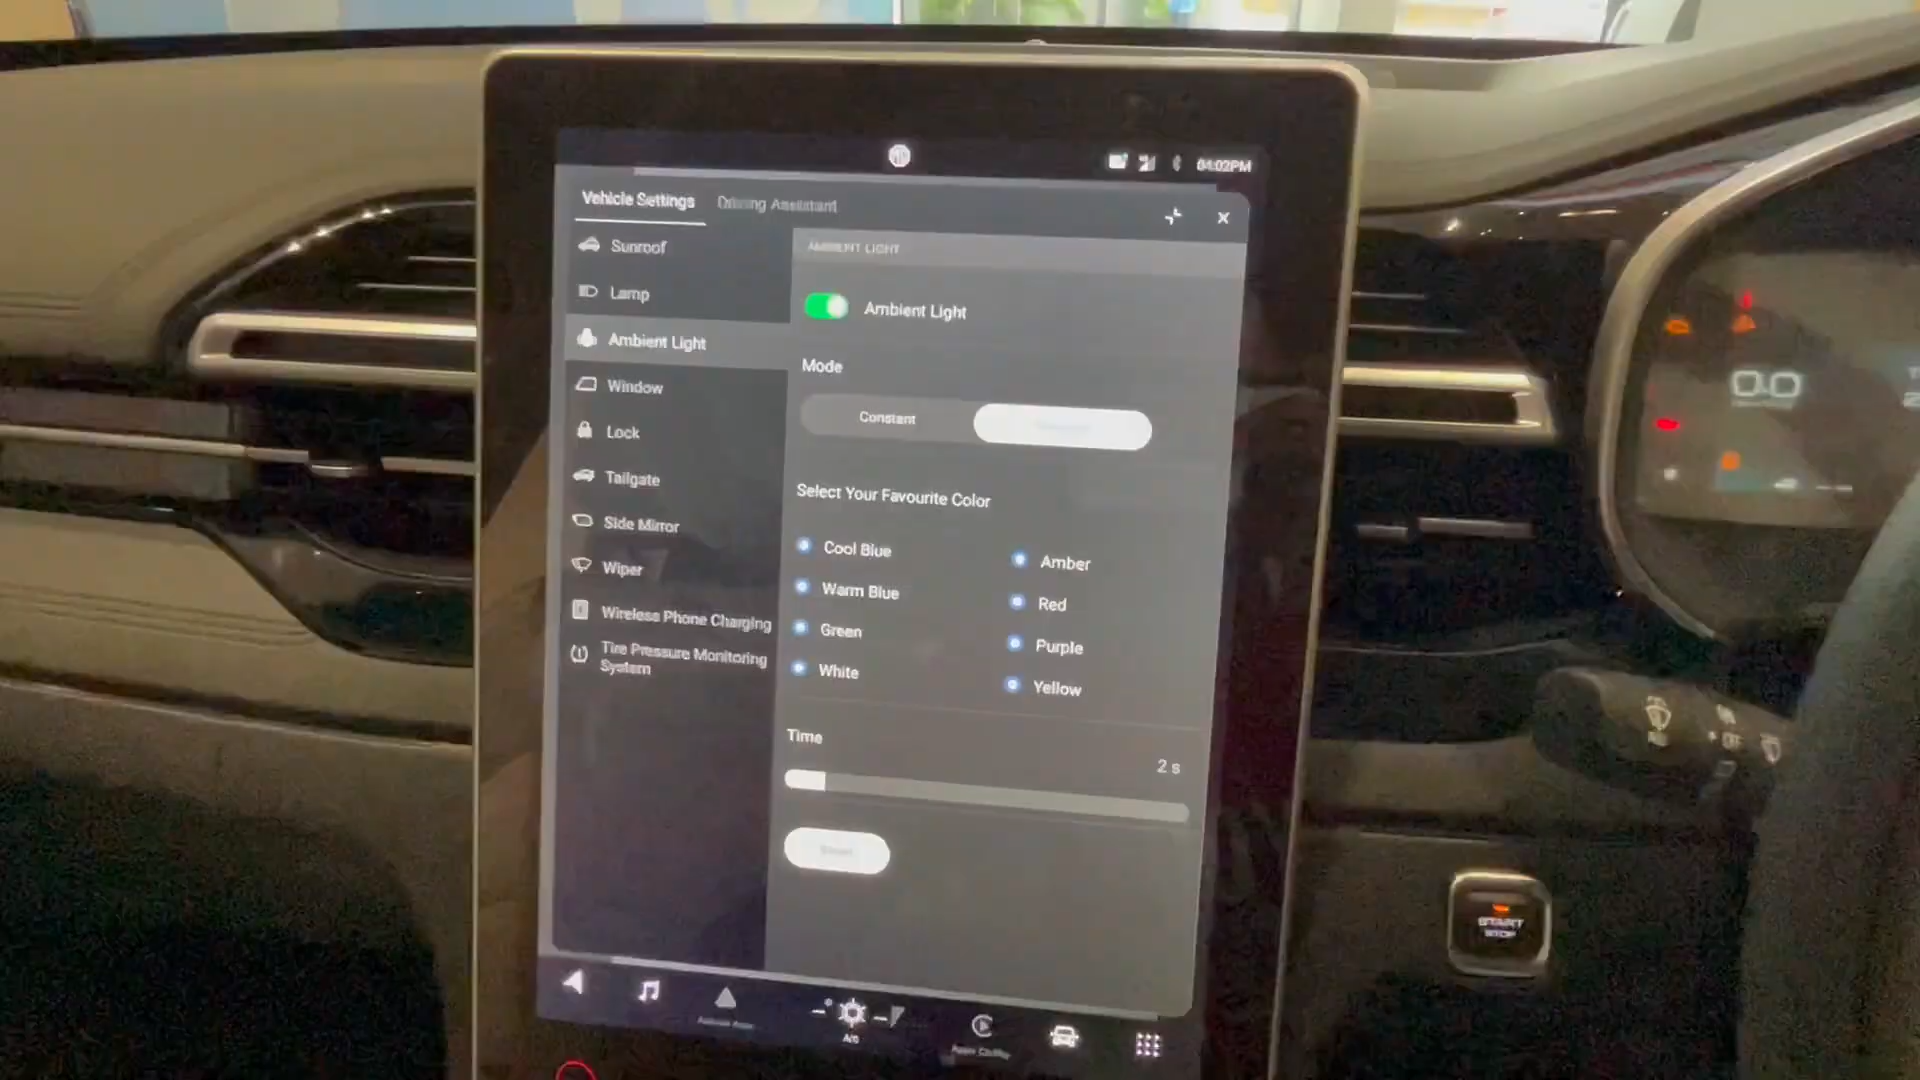 04:02PM
Vehicle Settings Driving Assistant
Sunroof
Lamp
Ambient Light
Window
Lock
Tailgate
Side Mirror
Wiper
Wireless Phone Charging
Tire Pressure Monitoring
System
AMBIENT LIGHT
Ambient Light
Mode
Constant
Select Your Favourite Color
Cool Blue
Amber
Warm Blue
Red
Green
Purple
White
Yellow
Time
2 s
0.0
START
STOP